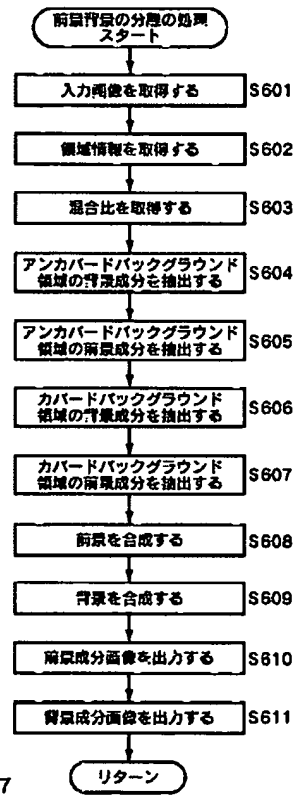 前景背景の分離の処理
スタート
入力画像を取得する
S601
領域情報を取得する
S602
混合比を取得する
S603
アンカバードバックグラウンド
領域の背景成分を抽出する
S604
アンカバードバックグラウンド
領域の前景成分を抽出する
S605
カバードバックグラウンド
領域の背景成分を抽出する
S606
カバードバックグラウンド
領域の前景成分を抽出する
S607
前景を合成する
S608
背景を合成する
S609
前景成分画像を出力する
S610
背景成分画像を出力する
S611
リターン
7